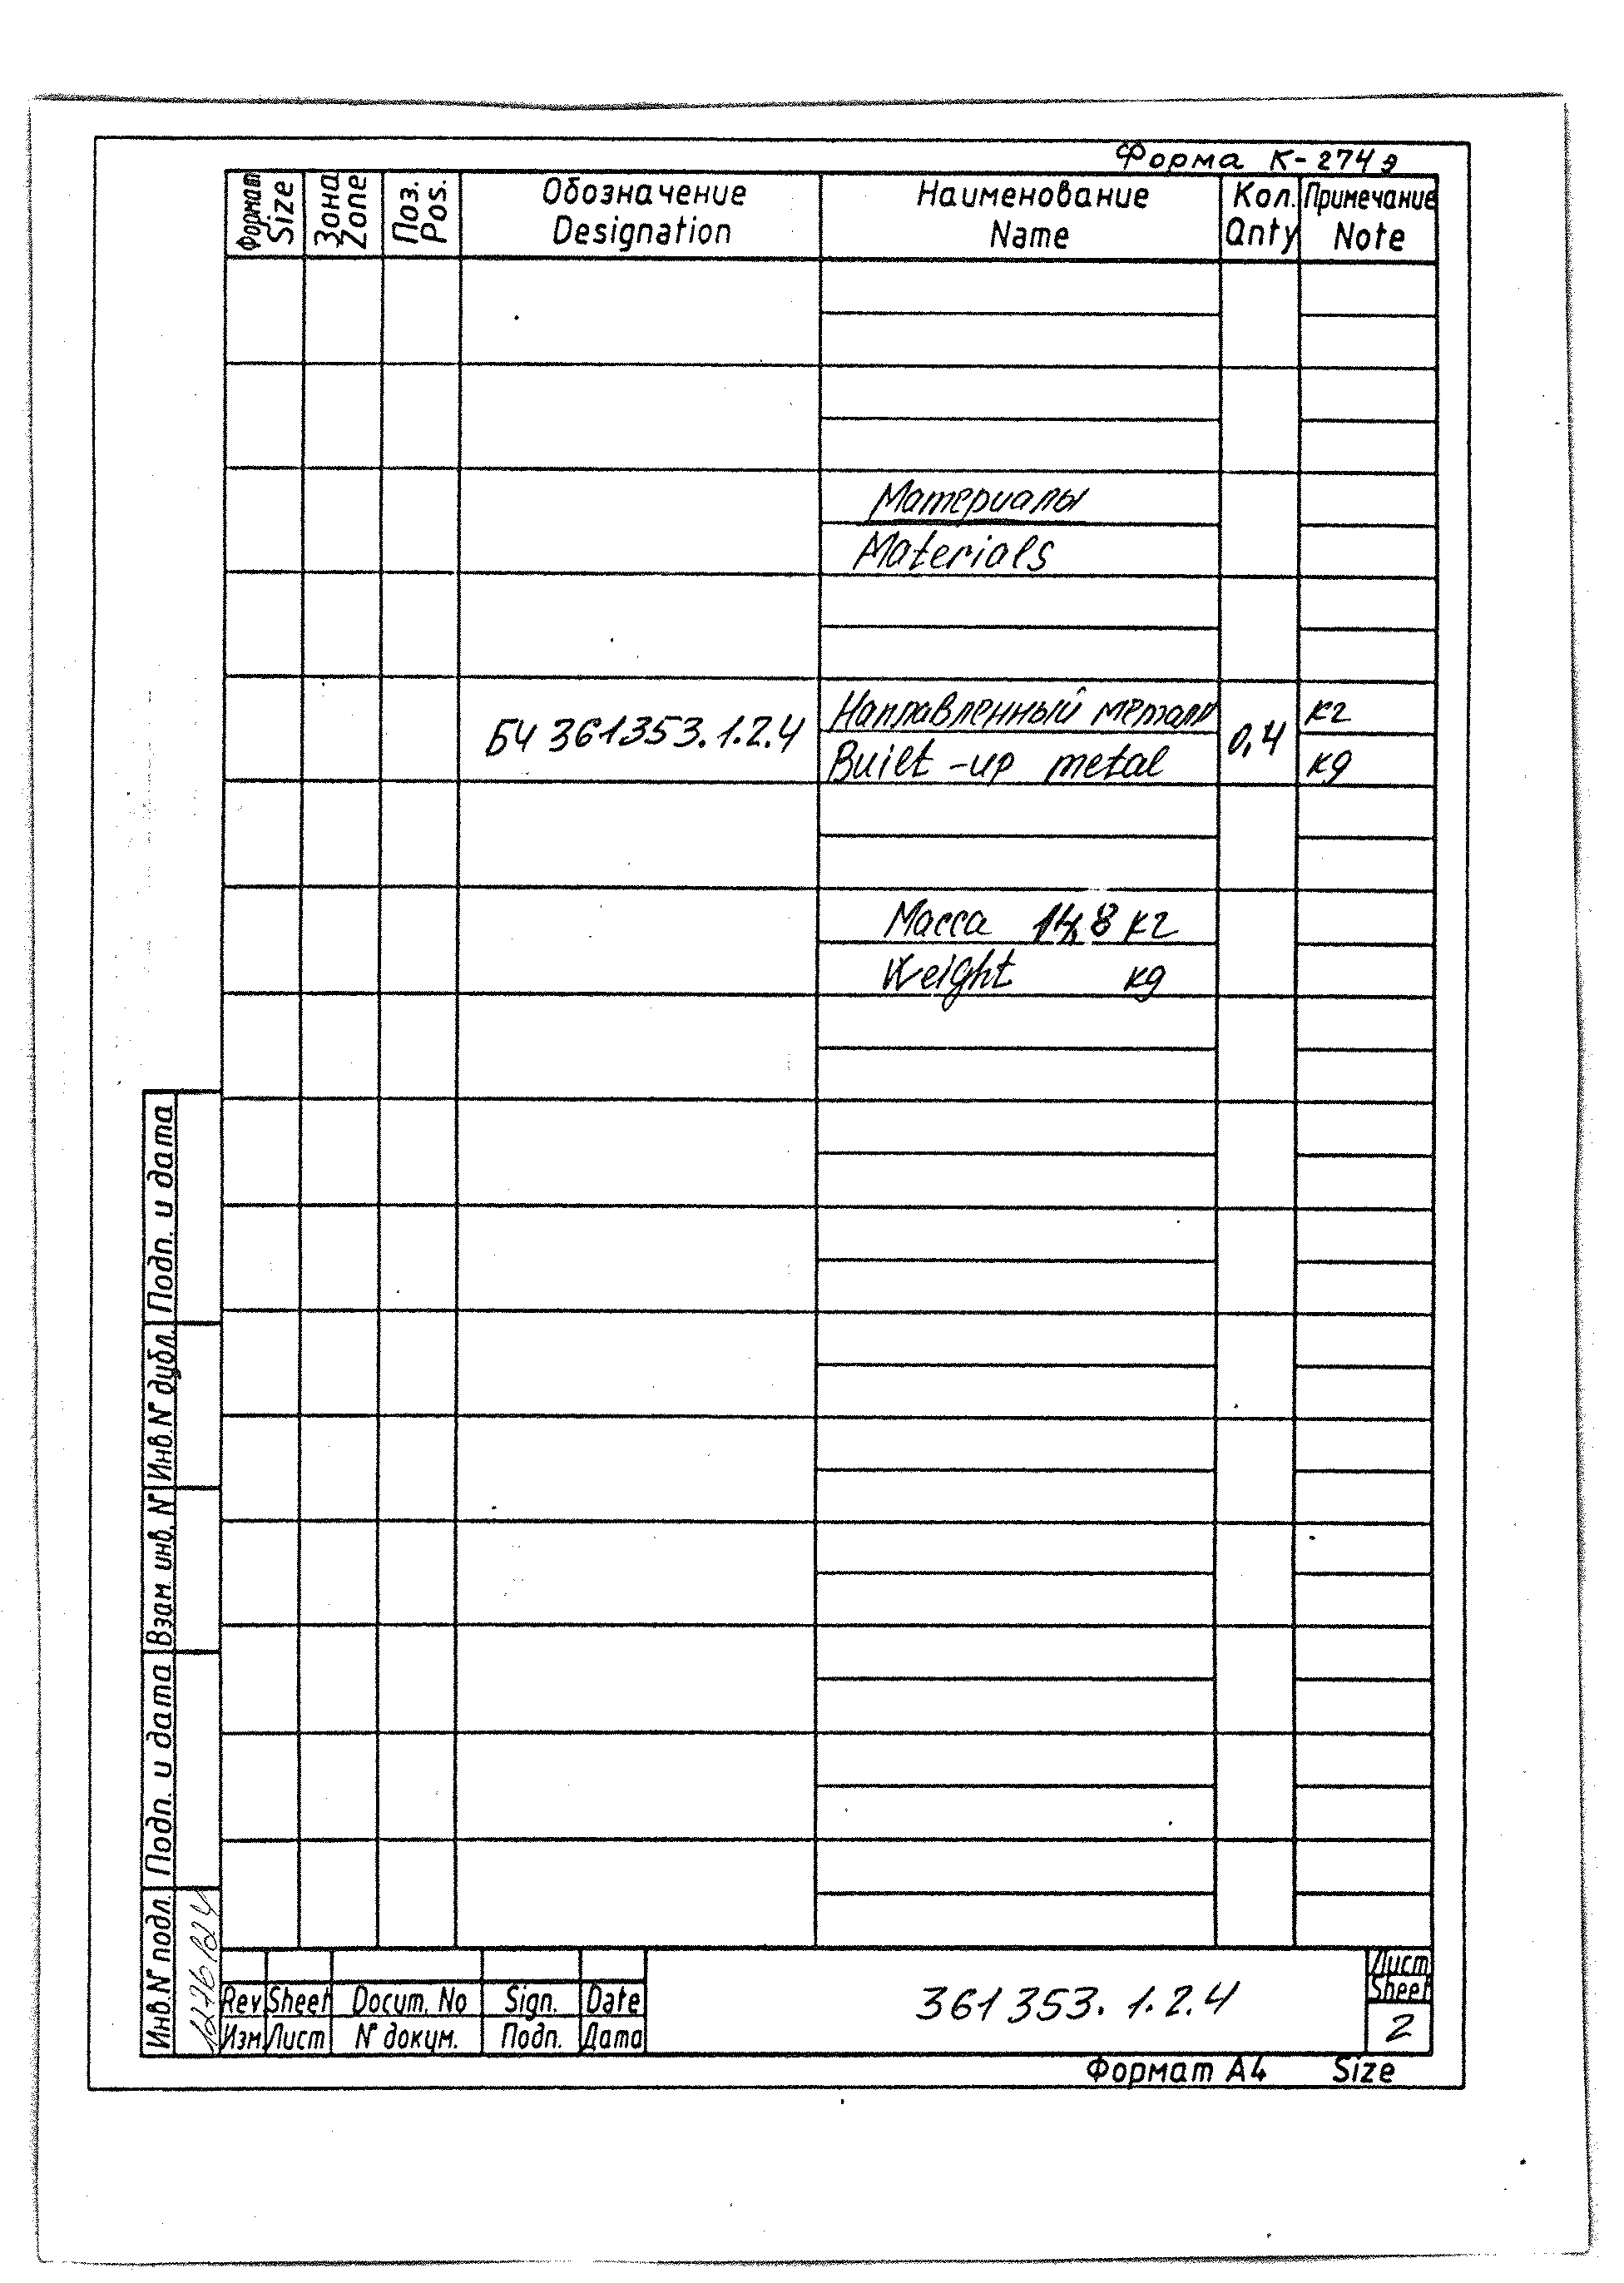 Форма К-274э
Формат Size
Зона Zone
Поз. Pos.
Обозначение
Designation
Наименование
Name
Кол.
Qnty
Примечание
Note
Материалы
Materials
БЧ 361353.1.2.4
Наплавленный металл
Built-up metal
0,4
кг
kg
Масса 14,8 кг
Weight kg
Подп. и дата
Инв.№ дубл.
Взам. инв. №
Подп. и дата
Инв.№ подл.
Rev Sheet Docum. No Sign. Date
Изм Лист № докум. Подп. Дата
361353.1.2.4
Лист
Sheet
2
Формат А4 Size